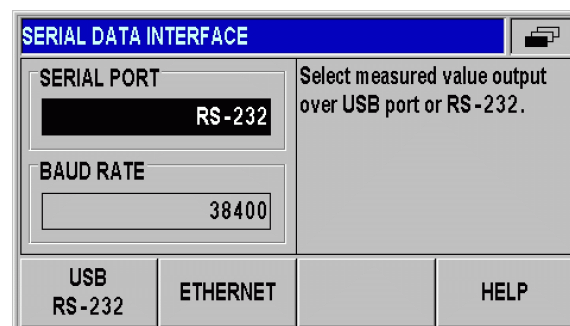 SERIAL DATA INTERFACE
SERIAL PORT
RS-232
BAUD RATE
38400
Select measured value output
over USB port or RS-232.
USB
RS-232
ETHERNET
HELP